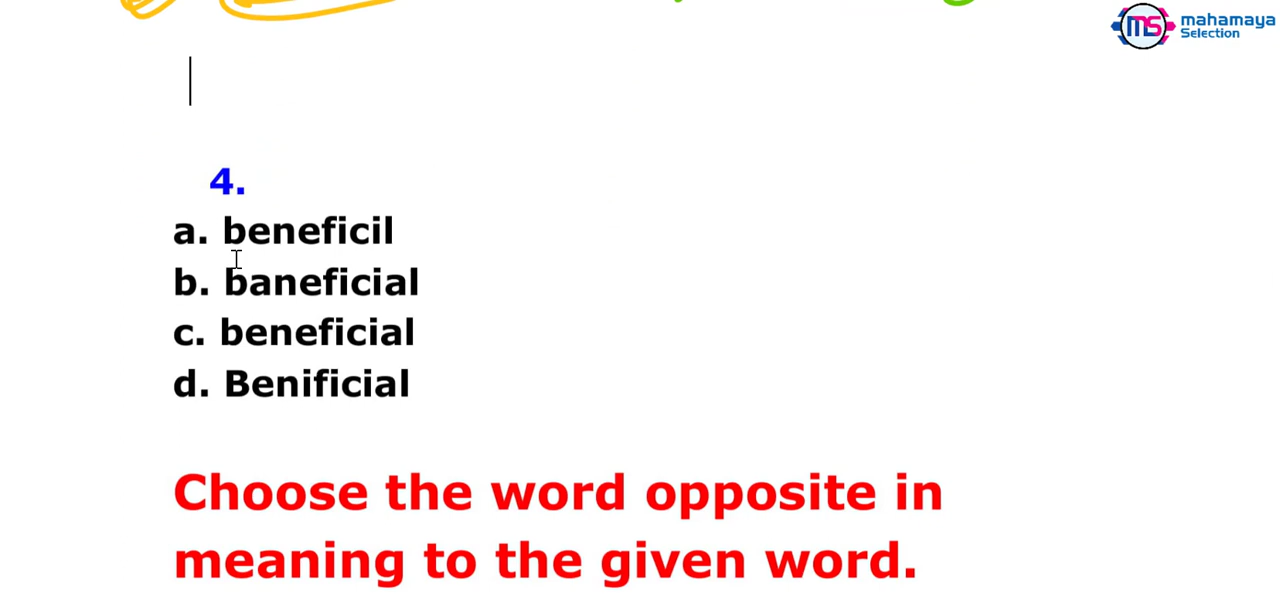 mahamaya
Selection
4.
a. beneficil
b. baneficial
c. beneficial
d. Benificial
Choose the word opposite in
meaning to the given word.